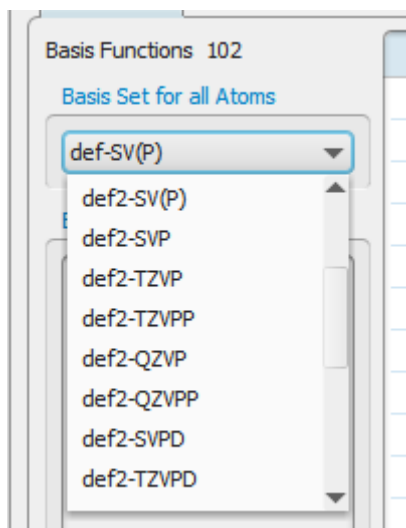 Basis Functions 102
Basis Set for all Atoms
def-SV(P)
def2-SV(P)
def2-SVP
def2-TZVP
def2-TZVPP
def2-QZVP
def2-QZVPP
def2-SVPD
def2-TZVPD